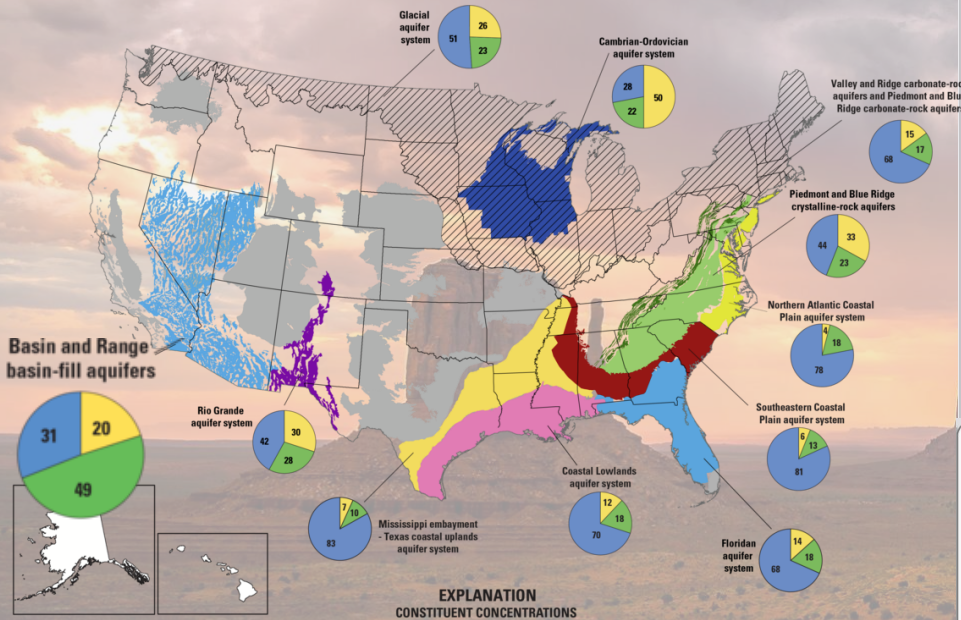 Glacial
aquifer
system
51
26
23
Cambrian-Ordovician
aquifer system
28
50
22
Valley and Ridge carbonate-roc
aquifers and Piedmont and Blu
Ridge carbonate-rock aquifers
15
17
68
Piedmont and Blue Ridge
crystalline-rock aquifers
44
33
23
Northern Atlantic Coastal
Plain aquifer system
4
18
78
Basin and Range
basin-fill aquifers
31
20
49
Rio Grande
aquifer system
42
30
28
Southeastern Coastal
Plain aquifer system
6
13
81
Coastal Lowlands
aquifer system
12
18
70
Mississippi embayment
- Texas coastal uplands
aquifer system
7
10
83
Floridan
aquifer
system
14
18
68
EXPLANATION
CONSTITUENT CONCENTRATIONS